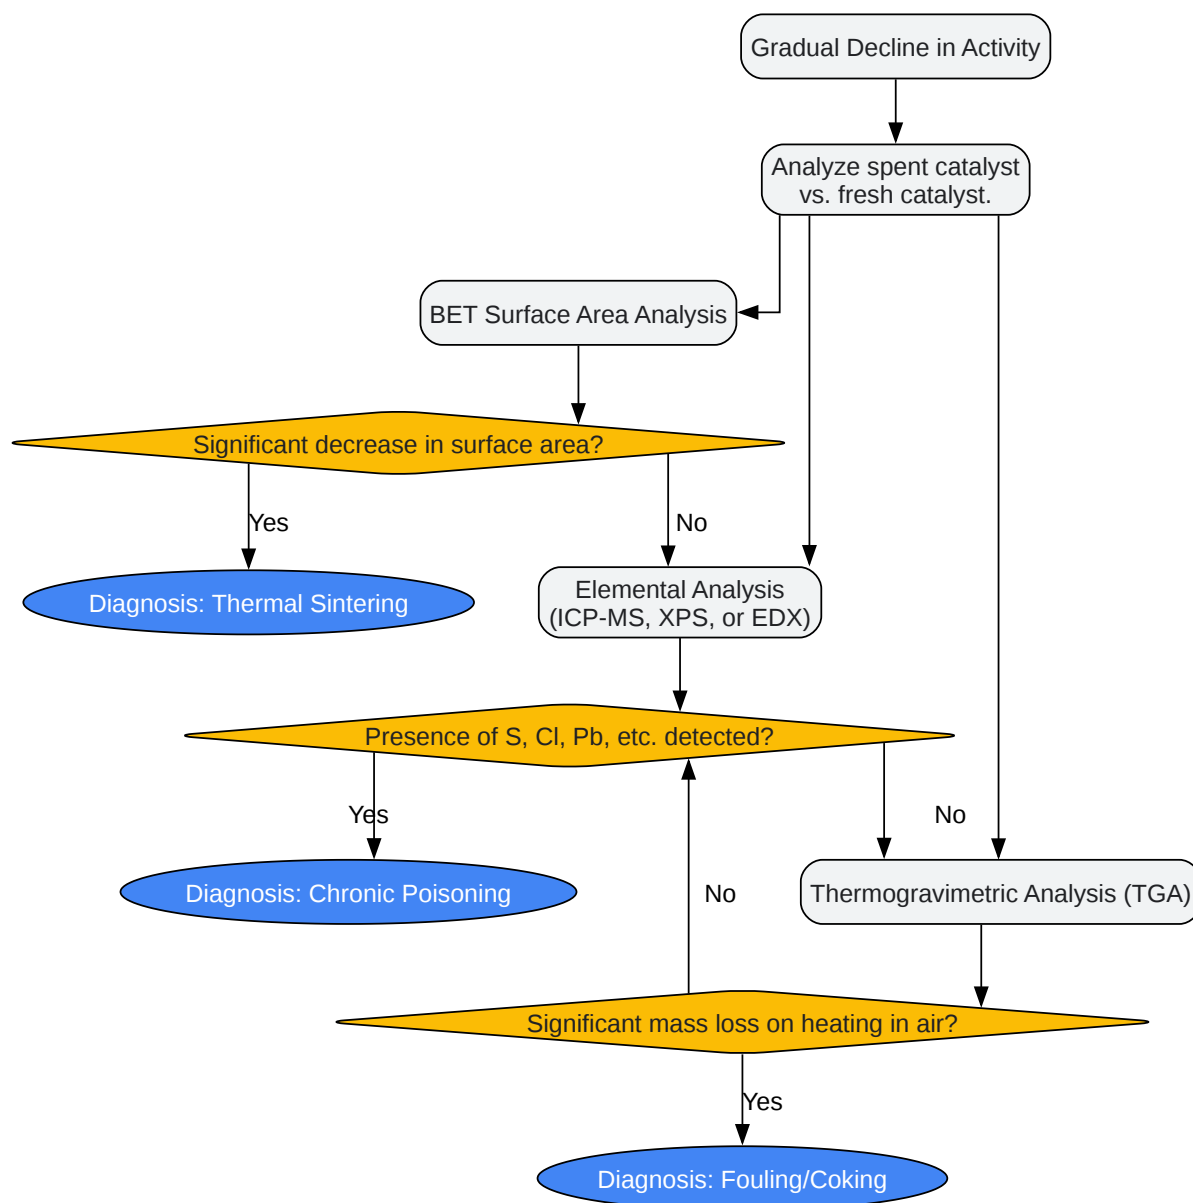 Gradual Decline in Activity
Analyze spent catalyst
vs. fresh catalyst.
BET Surface Area Analysis
Significant decrease in surface area?
Yes
No
Elemental Analysis
(ICP-MS, XPS, or EDX)
Diagnosis: Thermal Sintering
Presence of S, Cl, Pb, etc. detected?
Yes
No
Diagnosis: Chronic Poisoning
No
Thermogravimetric Analysis (TGA)
Significant mass loss on heating in air?
Yes
Diagnosis: Fouling/Coking